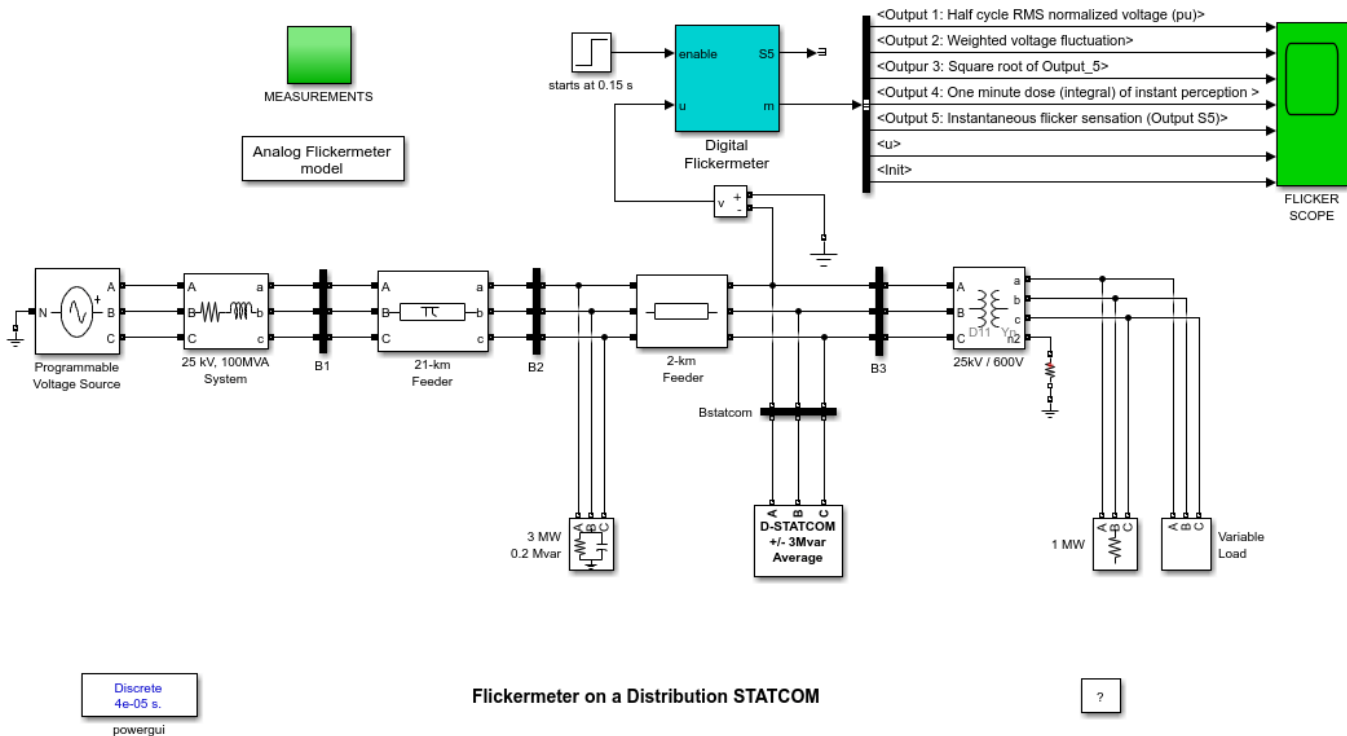 <Output 1: Half cycle RMS normalized voltage (pu)>
<Output 2: Weighted voltage fluctuation>
<Outpur 3: Square root of Output_5>
<Output 4: One minute dose (integral) of instant perception >
<Output 5: Instantaneous flicker sensation (Output S5)>
<u>
<Init>
FLICKER
SCOPE
enable
S5
u
m
Digital
Flickermeter
starts at 0.15 s
MEASUREMENTS
Analog Flickermeter
model
v
+
-
N
+
A
B
C
Programmable
Voltage Source
A
B
C
a
b
c
25 kV, 100MVA
System
B1
A
B
C
a
b
c
21-km
Feeder
B2
2-km
Feeder
B3
A
B
C
a
b
c
n2
D11
Yn
25kV / 600V
Bstatcom
A B C
3 MW
0.2 Mvar
A B C
D-STATCOM
+/- 3Mvar
Average
1 MW
A B C
A B C
Variable
Load
Discrete
4e-05 s.
powergui
Flickermeter on a Distribution STATCOM
?